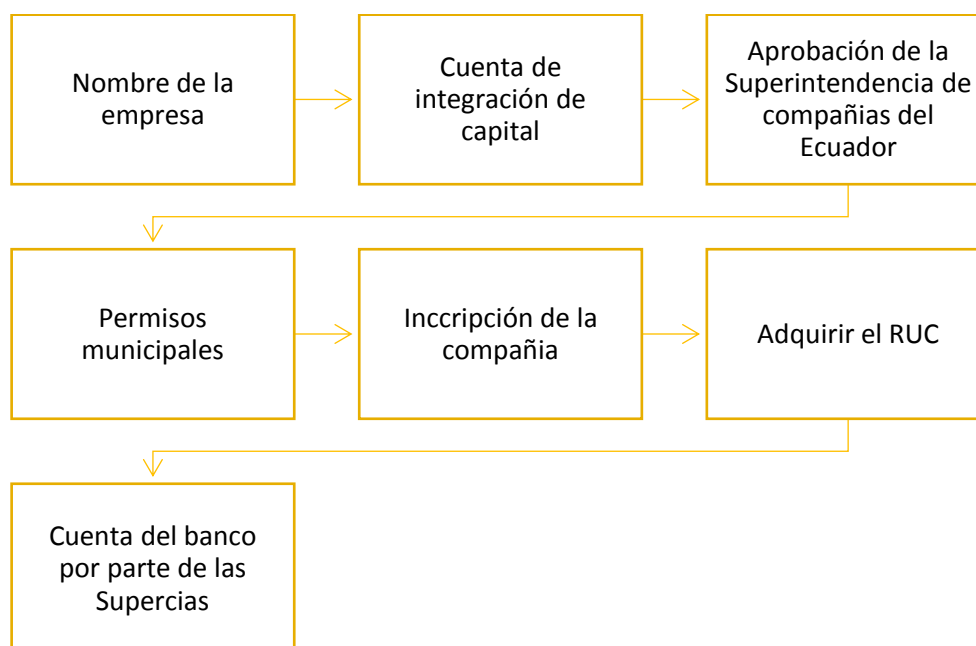 Nombre de la
empresa
Cuenta de
integración de
capital
Aprobación de la
Superintendencia de
compañias del
Ecuador
Permisos
municipales
Inccripción de la
compañia
Adquirir el RUC
Cuenta del banco
por parte de las
Supercias